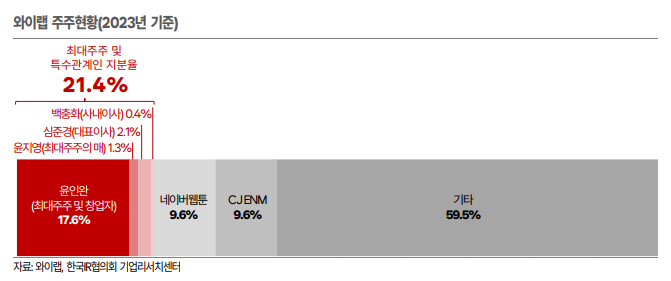 와이랩 주주현황(2023년 기준)
최대주주 및
특수관계인 지분율
21.4%
백충화(사내이사) 0.4%
심준경(대표이사) 2.1%
윤지영(최대주주의 매) 1.3%
윤인완
(최대주주 및 창업자)
17.6%
네이버웹툰
9.6%
CJ ENM
9.6%
기타
59.5%
자료: 와이랩, 한국IR협의회 기업리서치센터